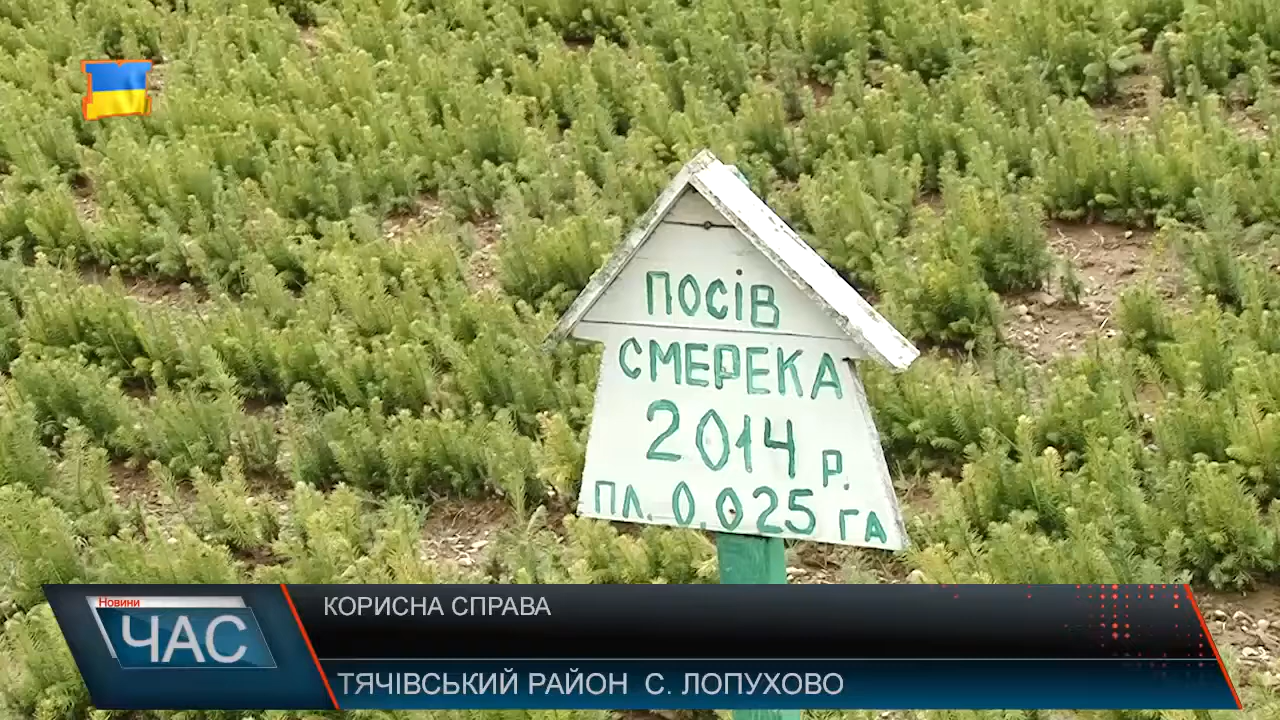 ПОСІВ
СМЕРЕКА
2014 р.
ПЛ. 0,025 ГА
Новини
ЧАС
КОРИСНА СПРАВА
ТЯЧІВСЬКИЙ РАЙОН С. ЛОПУХОВО